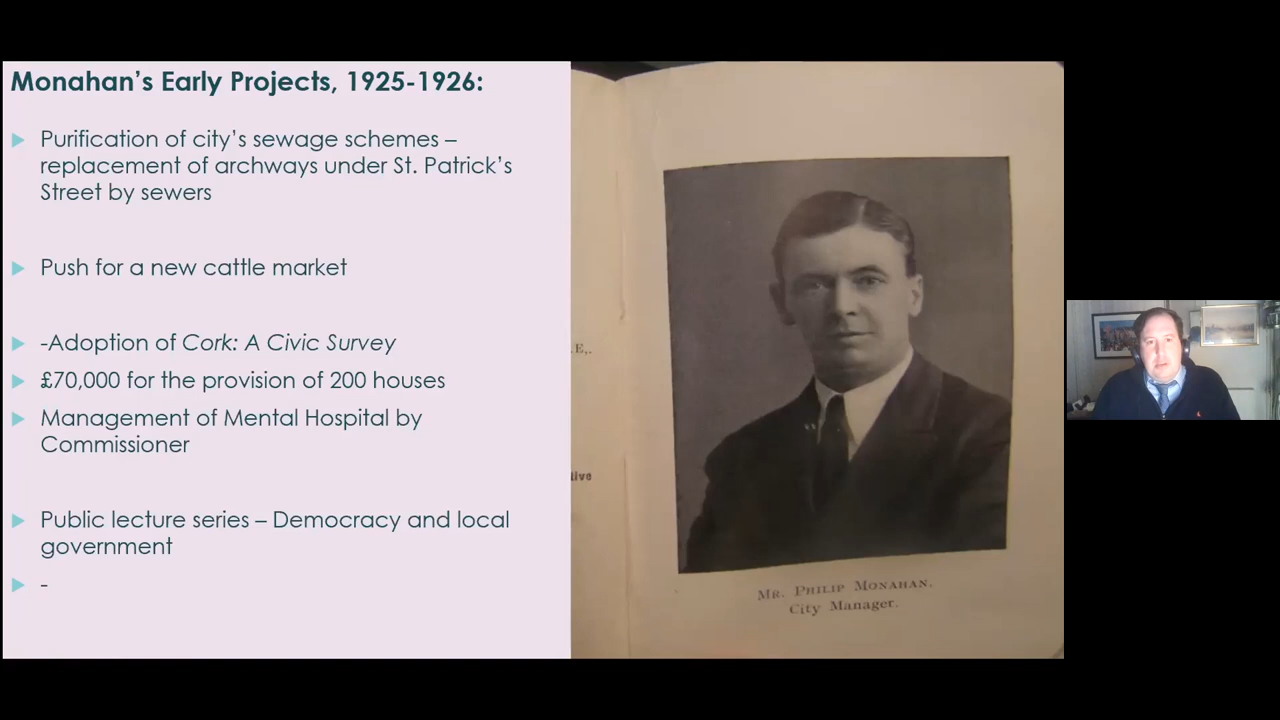 Monahan's Early Projects, 1925-1926:
Purification of city's sewage schemes –
replacement of archways under St. Patrick's
Street by sewers
Push for a new cattle market
-Adoption of Cork: A Civic Survey
£70,000 for the provision of 200 houses
Management of Mental Hospital by
Commissioner
Public lecture series – Democracy and local
government
-
E,.
tive
Mr. Philip Monahan.
City Manager.